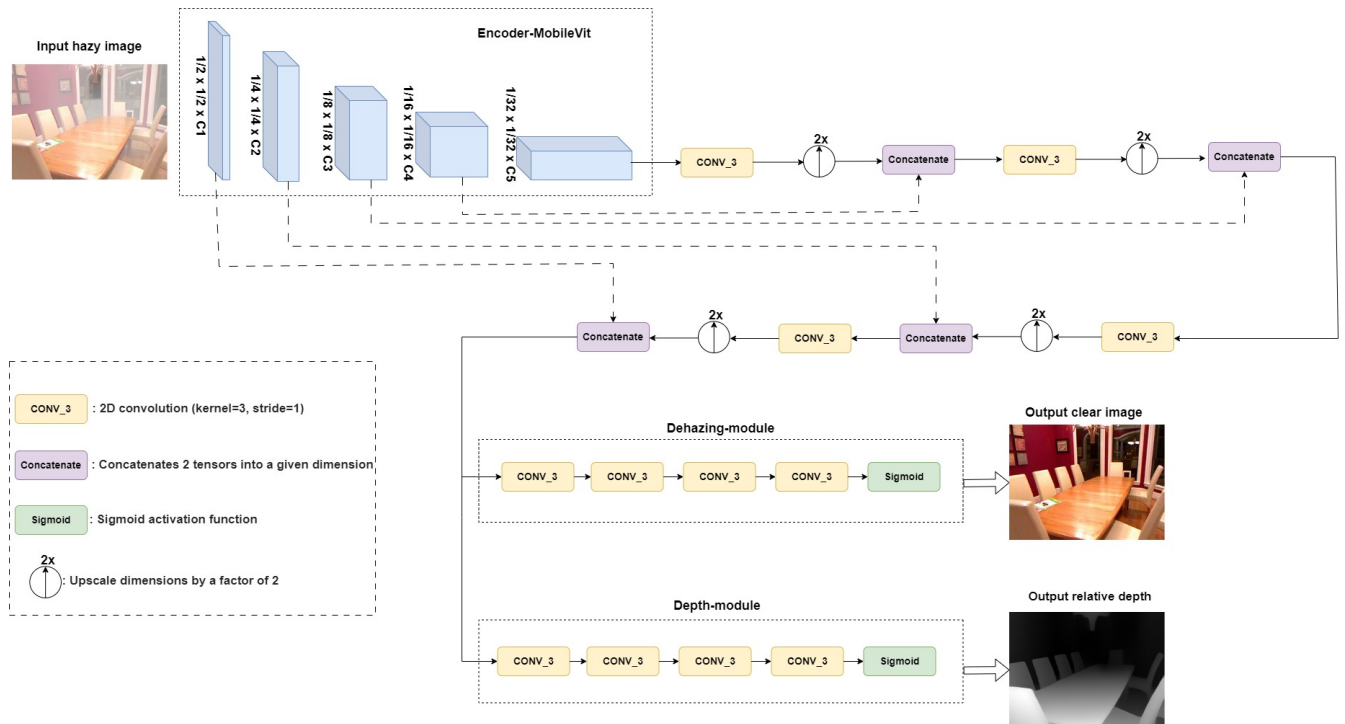 Input hazy image
Encoder-MobileVit
1/2 x 1/2 x C1
1/4 x 1/4 x C2
1/8 x 1/8 x C3
1/16 x 1/16 x C4
1/32 x 1/32 x C5
CONV_3
2x
Concatenate
CONV_3
2x
Concatenate
Concatenate
2x
CONV_3
Concatenate
2x
CONV_3
CONV_3
: 2D convolution (kernel=3, stride=1)
Concatenate
: Concatenates 2 tensors into a given dimension
Sigmoid
: Sigmoid activation function
2x
: Upscale dimensions by a factor of 2
Dehazing-module
CONV_3
CONV_3
CONV_3
CONV_3
Sigmoid
Output clear image
Depth-module
CONV_3
CONV_3
CONV_3
CONV_3
Sigmoid
Output relative depth